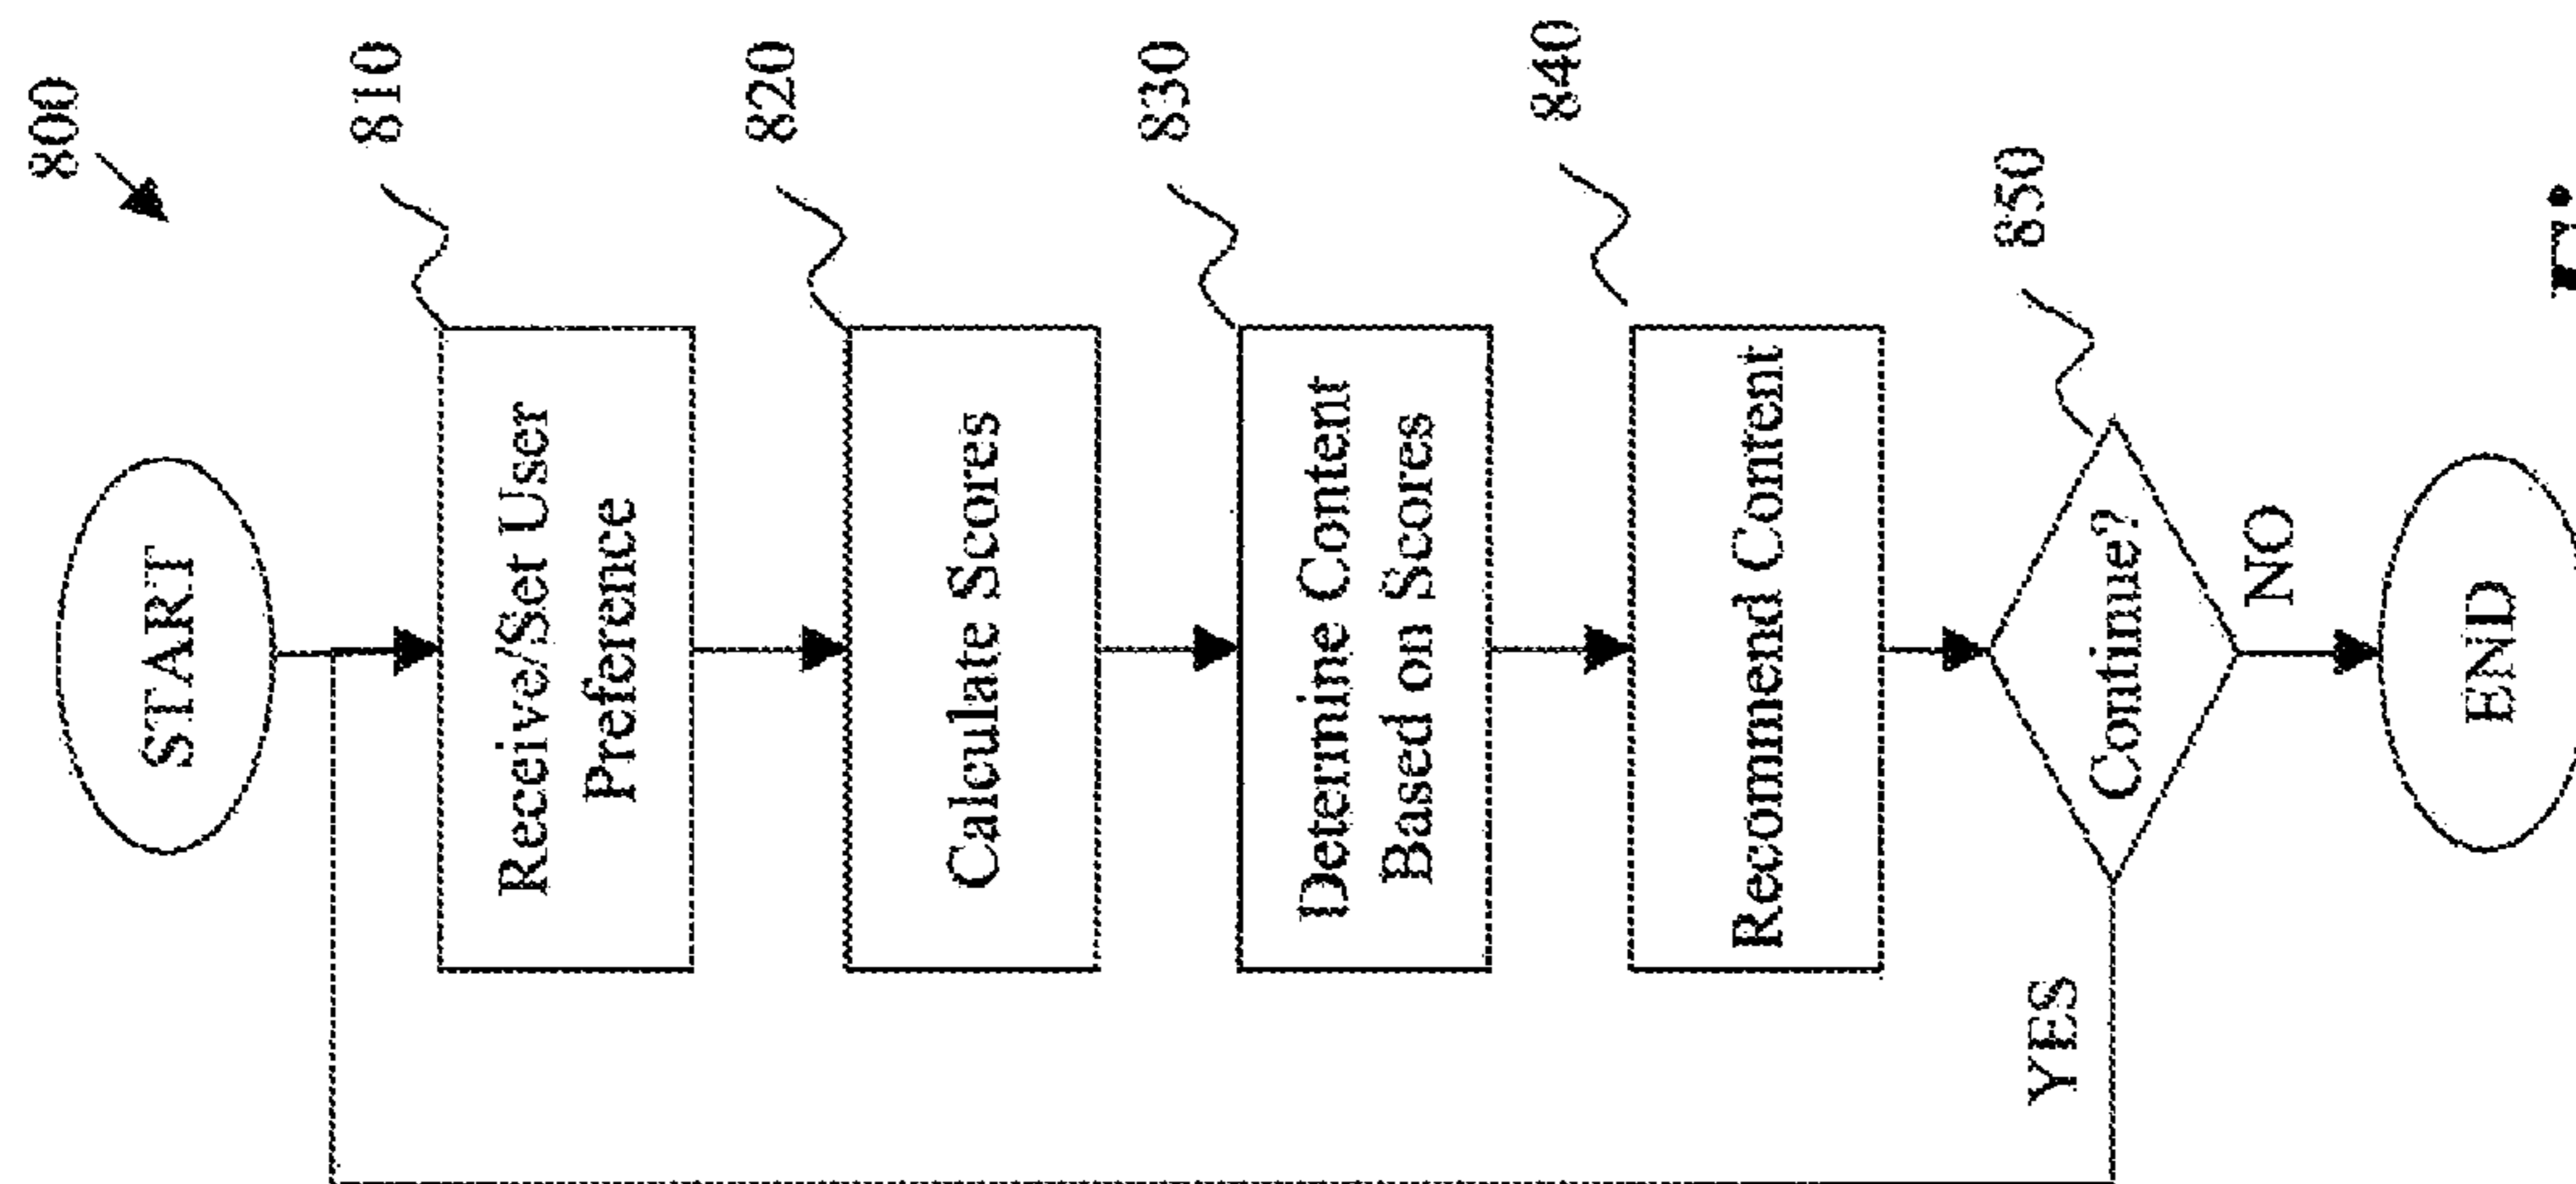 800
START
810
Receive/Set User
Preference
820
Calculate Scores
830
Determine Content
Based on Scores
840
Recommend Content
850
Continue?
YES
NO
END